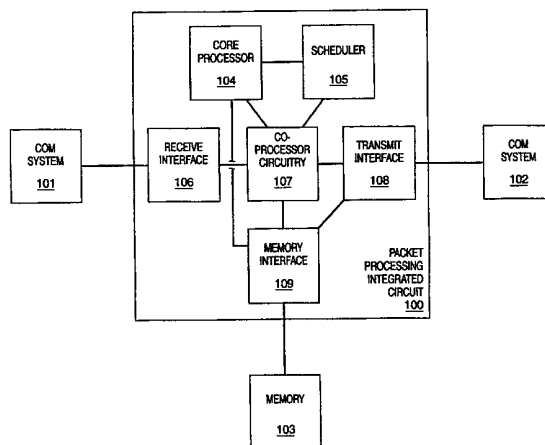 CORE
PROCESSOR
104
SCHEDULER
105
COM
SYSTEM
101
RECEIVE
INTERFACE
106
CO-
PROCESSOR
CIRCUITRY
107
TRANSMIT
INTERFACE
108
COM
SYSTEM
102
MEMORY
INTERFACE
109
PACKET
PROCESSING
INTEGRATED
CIRCUIT
100
MEMORY
103